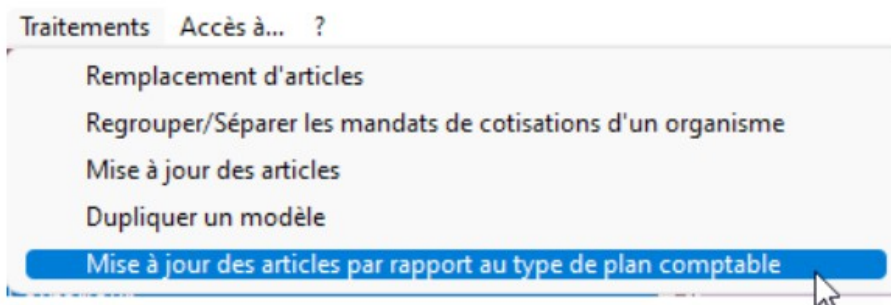 Traitements Accès à... ?
Remplacement d'articles
Regrouper/Séparer les mandats de cotisations d'un organisme
Mise à jour des articles
Dupliquer un modèle
Mise à jour des articles par rapport au type de plan comptable